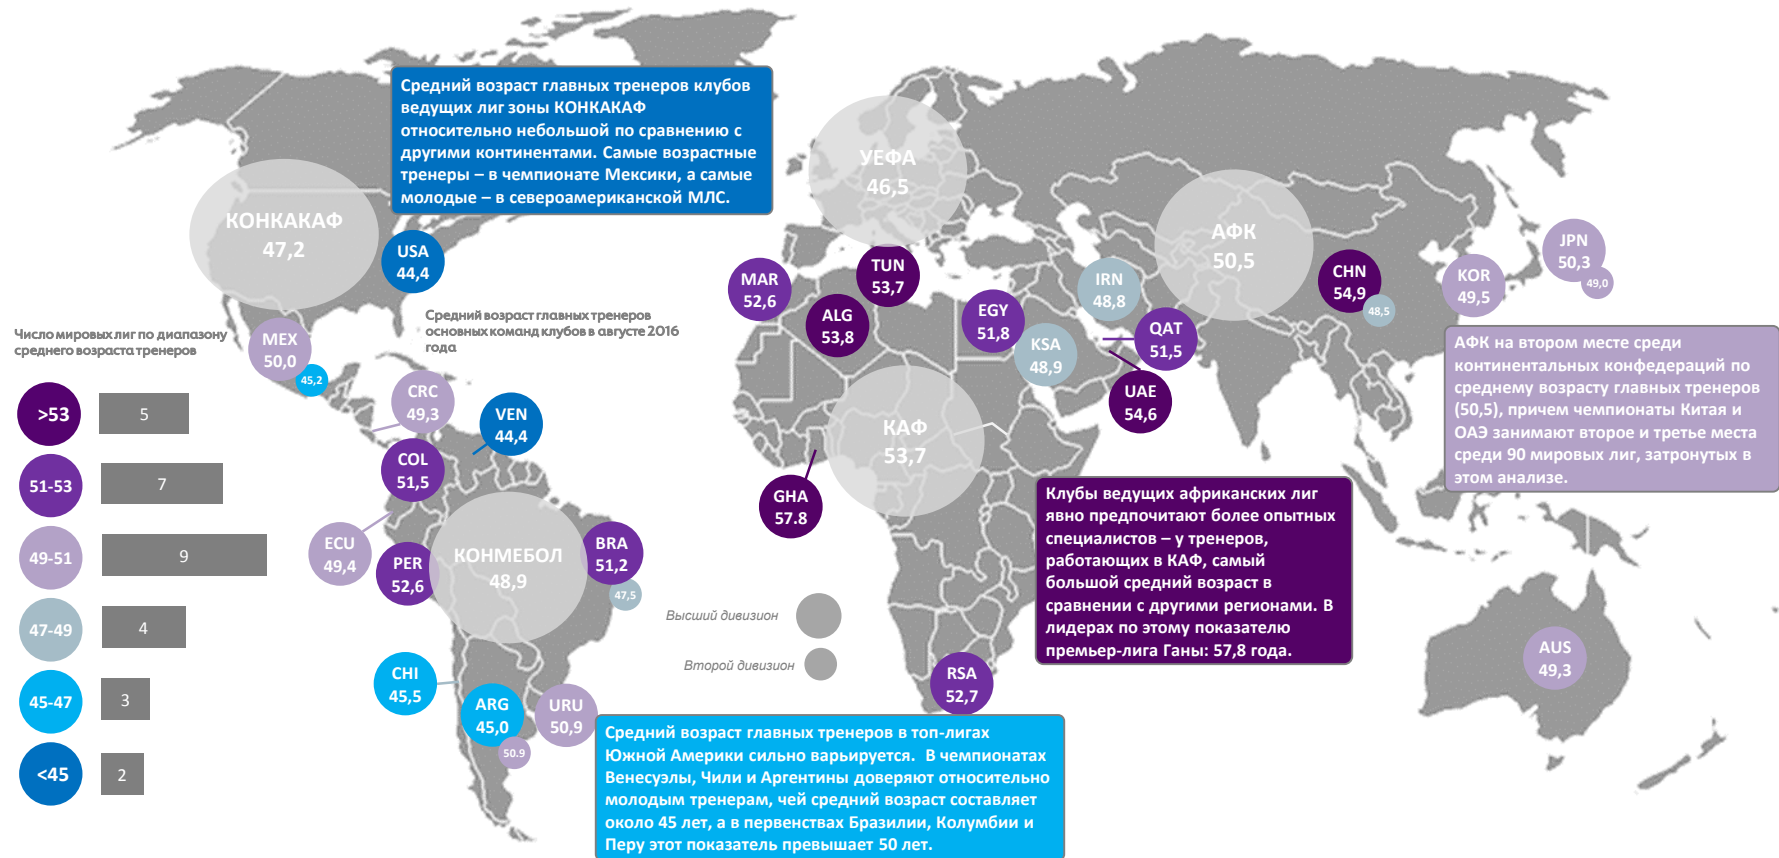 Средний возраст главных тренеров клубов
ведущих лиг зоны КОНКАКАФ
относительно небольшой по сравнению с
другими континентами. Самые возрастные
тренеры – в чемпионате Мексики, а самые
молодые – в североамериканской МЛС.
КОНКАКАФ
47,2
УЕФА
46,5
АФК
50,5
USA
44,4
MAR
52,6
TUN
53,7
ALG
53,8
EGY
51,8
IRN
48,8
KSA
48,9
QAT
51,5
UAE
54,6
CHN
54,9
48,5
KOR
49,5
JPN
50,3
49,0
Средний возраст главных тренеров
основных команд клубов в августе 2016
года
Число мировых лиг по диапазону
среднего возраста тренеров
>53
5
51-53
7
49-51
9
47-49
4
45-47
3
<45
2
MEX
50,0
45,2
CRC
49,3
VEN
44,4
COL
51,5
ECU
49,4
PER
52,6
КОНМЕБОЛ
48,9
BRA
51,2
47,5
CHI
45,5
ARG
45,0
50.9
URU
50,9
КАФ
53,7
GHA
57.8
RSA
52,7
AUS
49,3
Высший дивизион
Второй дивизион
АФК на втором месте среди
континентальных конфедераций по
среднему возрасту главных тренеров
(50,5), причем чемпионаты Китая и
ОАЭ занимают второе и третье места
среди 90 мировых лиг, затронутых в
этом анализе.
Клубы ведущих африканских лиг
явно предпочитают более опытных
специалистов – у тренеров,
работающих в КАФ, самый
большой средний возраст в
сравнении с другими регионами. В
лидерах по этому показателю
премьер-лига Ганы: 57,8 года.
Средний возраст главных тренеров в топ-лигах
Южной Америки сильно варьируется. В чемпионатах
Венесуэлы, Чили и Аргентины доверяют относительно
молодым тренерам, чей средний возраст составляет
около 45 лет, а в первенствах Бразилии, Колумбии и
Перу этот показатель превышает 50 лет.